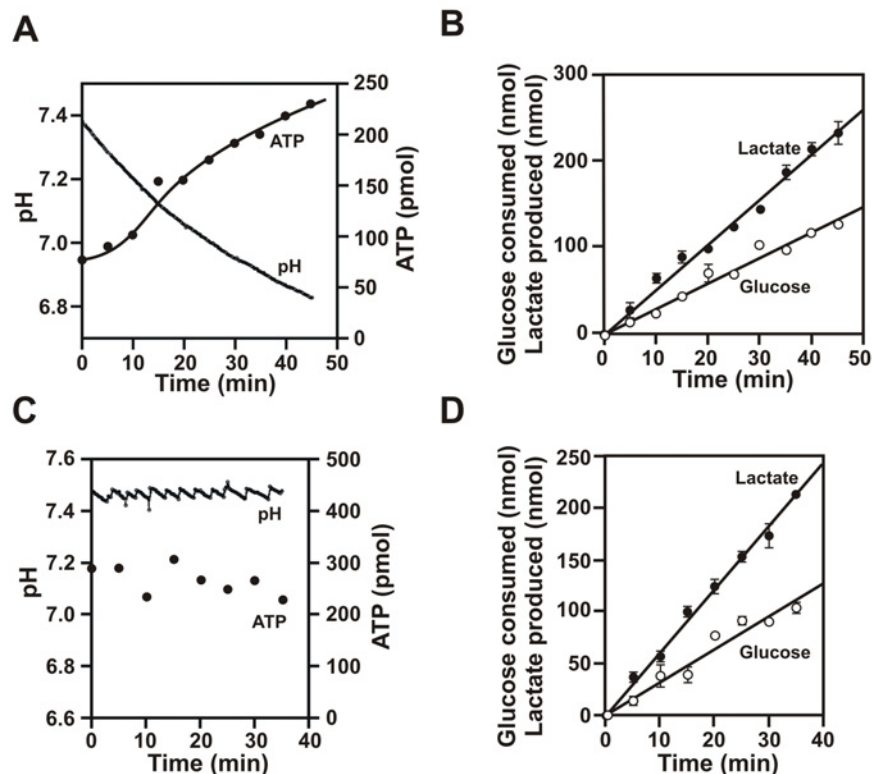 A
7.4
7.2
7.0
6.8
pH
250
200
150
100
50
0
ATP (pmol)
ATP
pH
0 10 20 30 40 50
Time (min)
B
300
200
100
0
Glucose consumed (nmol)
Lactate produced (nmol)
Lactate
Glucose
0 10 20 30 40 50
Time (min)
C
7.6
7.4
7.2
7.0
6.8
6.6
pH
500
400
300
200
100
0
ATP (pmol)
pH
ATP
0 10 20 30 40
Time (min)
D
250
200
150
100
50
0
Glucose consumed (nmol)
Lactate produced (nmol)
Lactate
Glucose
0 10 20 30 40
Time (min)